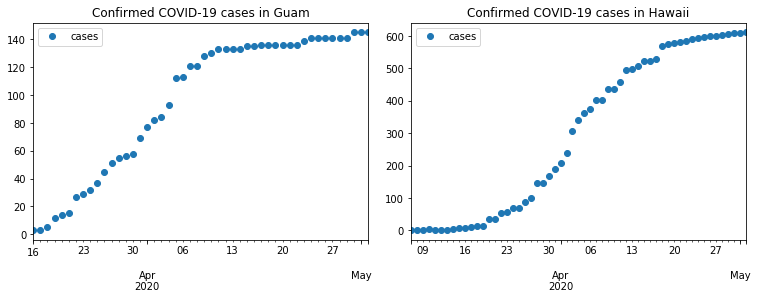 Confirmed COVID-19 cases in Guam
cases
140
120
100
80
60
40
20
0
16 23 30 06 13 20 27
Apr May
2020
Confirmed COVID-19 cases in Hawaii
cases
600
500
400
300
200
100
0
09 16 23 30 06 13 20 27
Apr May
2020